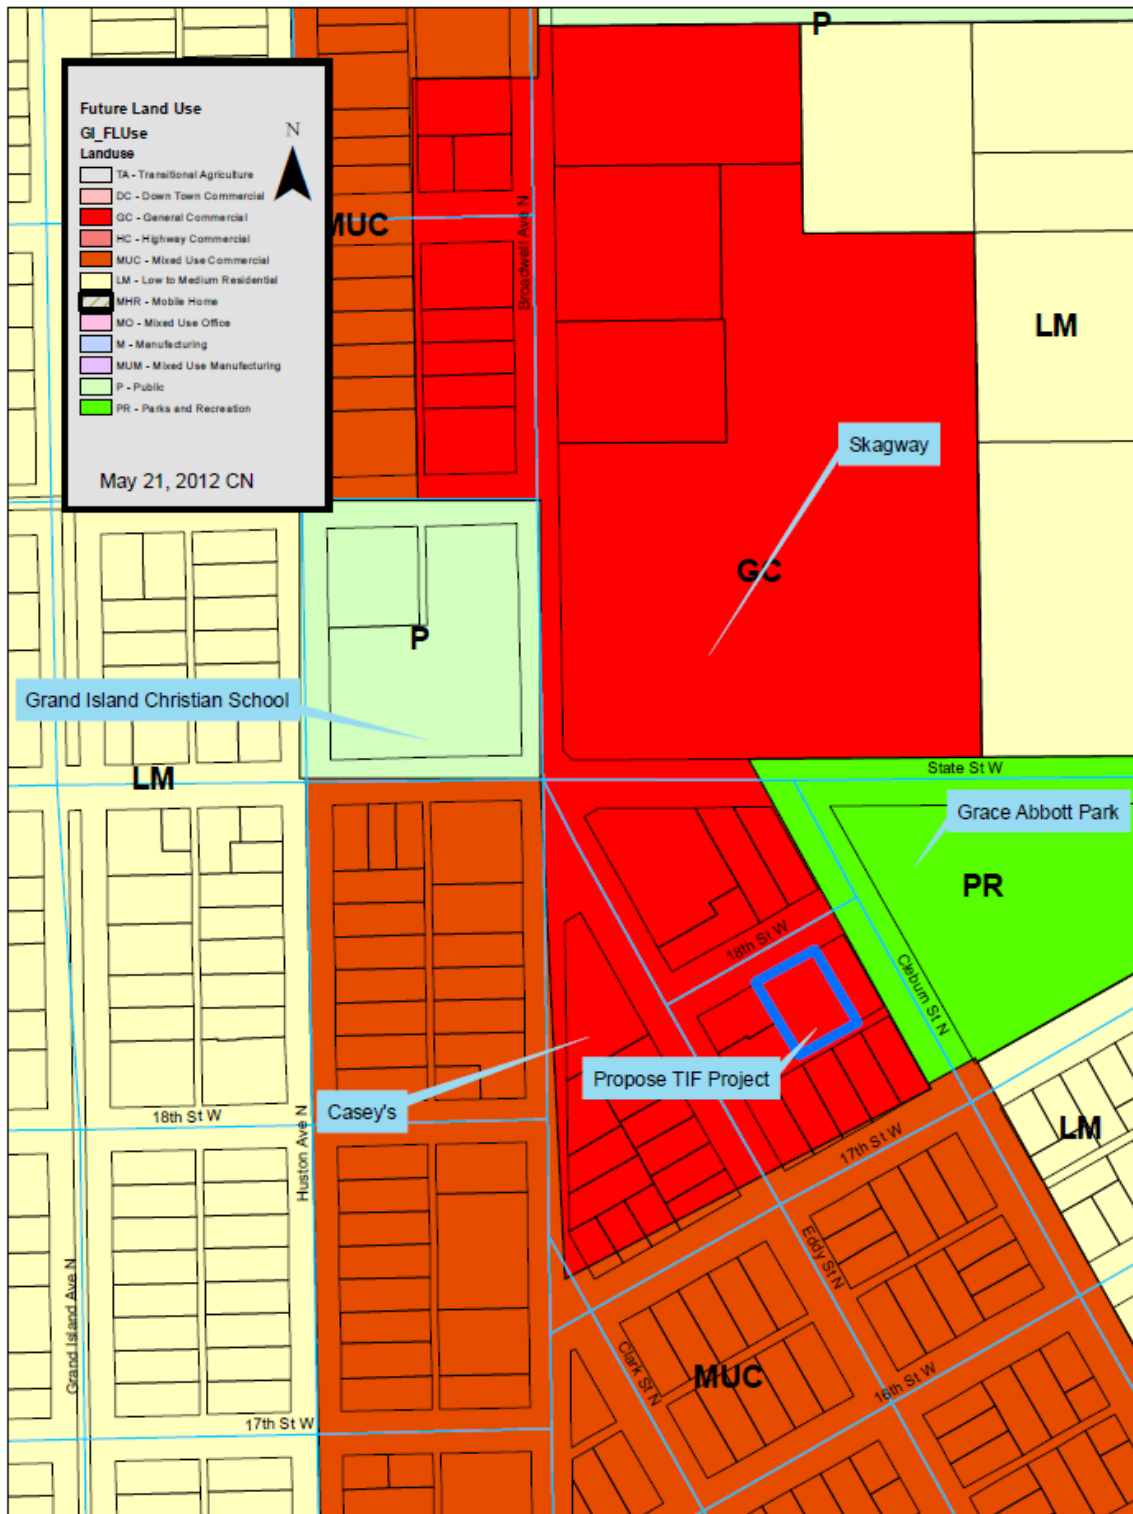 P
Future Land Use
GI_FLUse
Landuse
N
TA - Transitional Agriculture
DC - Down Town Commercial
GC - General Commercial
HC - Highway Commercial
MUC - Mixed Use Commercial
LM - Low to Medium Residential
MHR - Mobile Home
MO - Mixed Use Office
M - Manufacturing
MUM - Mixed Use Manufacturing
P - Public
PR - Parks and Recreation
May 21, 2012 CN
MUC
Broadwell Ave N
LM
Skagway
GC
P
Grand Island Christian School
LM
State St W
Grace Abbott Park
PR
18th St W
Cleburn St N
Propose TIF Project
Casey's
18th St W
Huston Ave N
17th St W
LM
Eddy St N
Grand Island Ave N
Clark St N
MUC
16th St W
17th St W